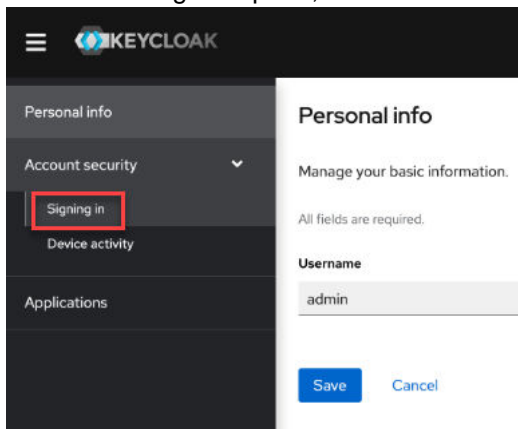 KEYCLOAK
Personal info
Account security
Signing in
Device activity
Applications
Personal info
Manage your basic information.
All fields are required.
Username
admin
Save Cancel